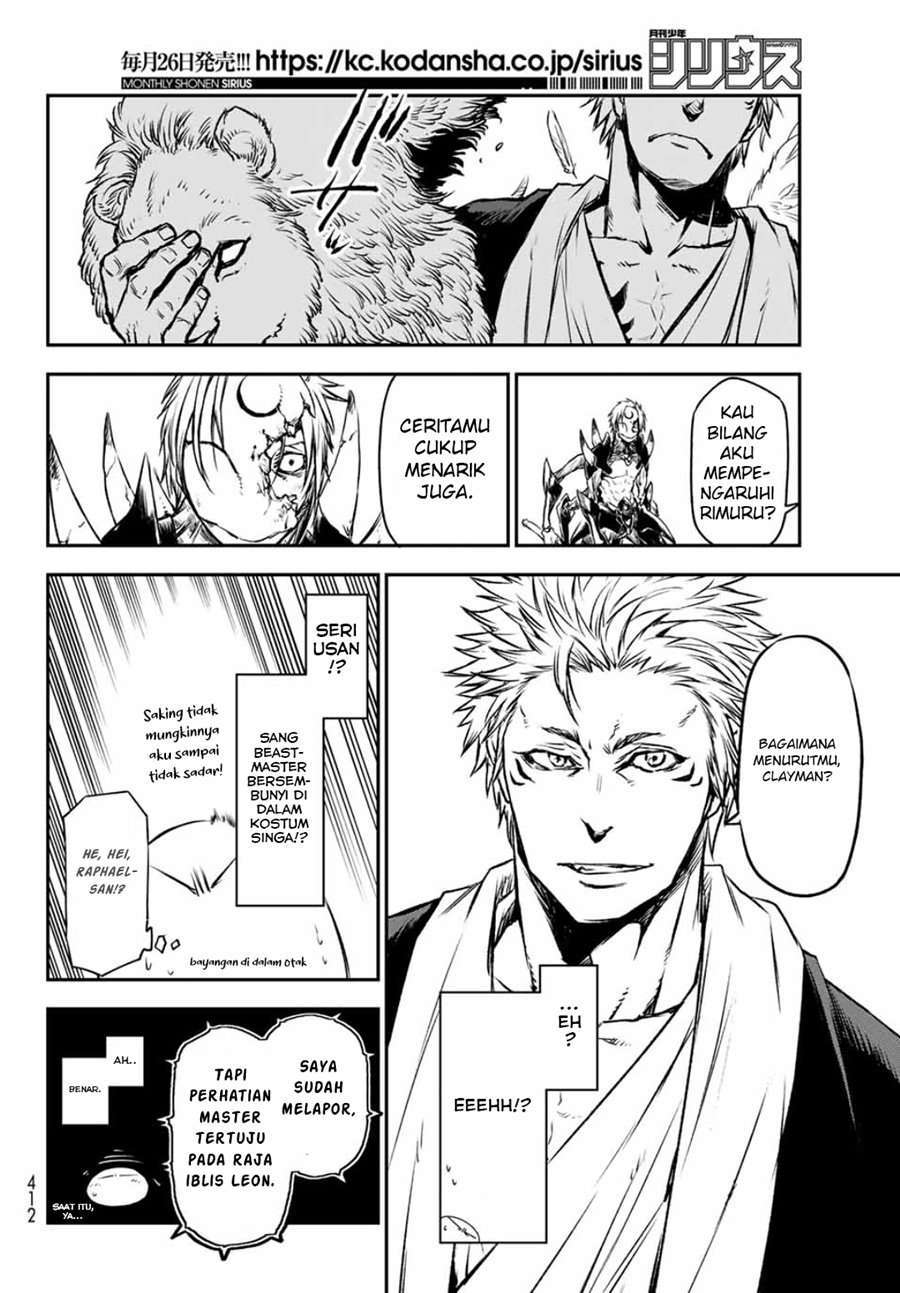 毎月26日発売!!! https://kc.kodansha.co.jp/sirius
MONTHLY SHONEN SIRIUS
月刊少年
シリウス
KAU
BILANG
AKU
MEMPE-
NGARUHI
RIMURU?
CERITAMU
CUKUP
MENARIK
JUGA.
BAGAIMANA
MENURUTMU,
CLAYMAN?
...
EH
?
EEEHH!?
SERI
USAN
!?
SANG
BEAST-
MASTER
BERSEM-
BUNYI DI
DALAM
KOSTUM
SINGA!?
Saking tidak
mungkinnya
aku sampai
tidak sadar!
HE, HEI,
RAPHAEL-
SAN!?
bayangan di dalam otak
SAYA
SUDAH
MELAPOR,
TAPI
PERHATIAN
MASTER
TERTUJU
PADA RAJA
IBLIS LEON.
AH..
BENAR.
SAAT ITU,
YA...
412